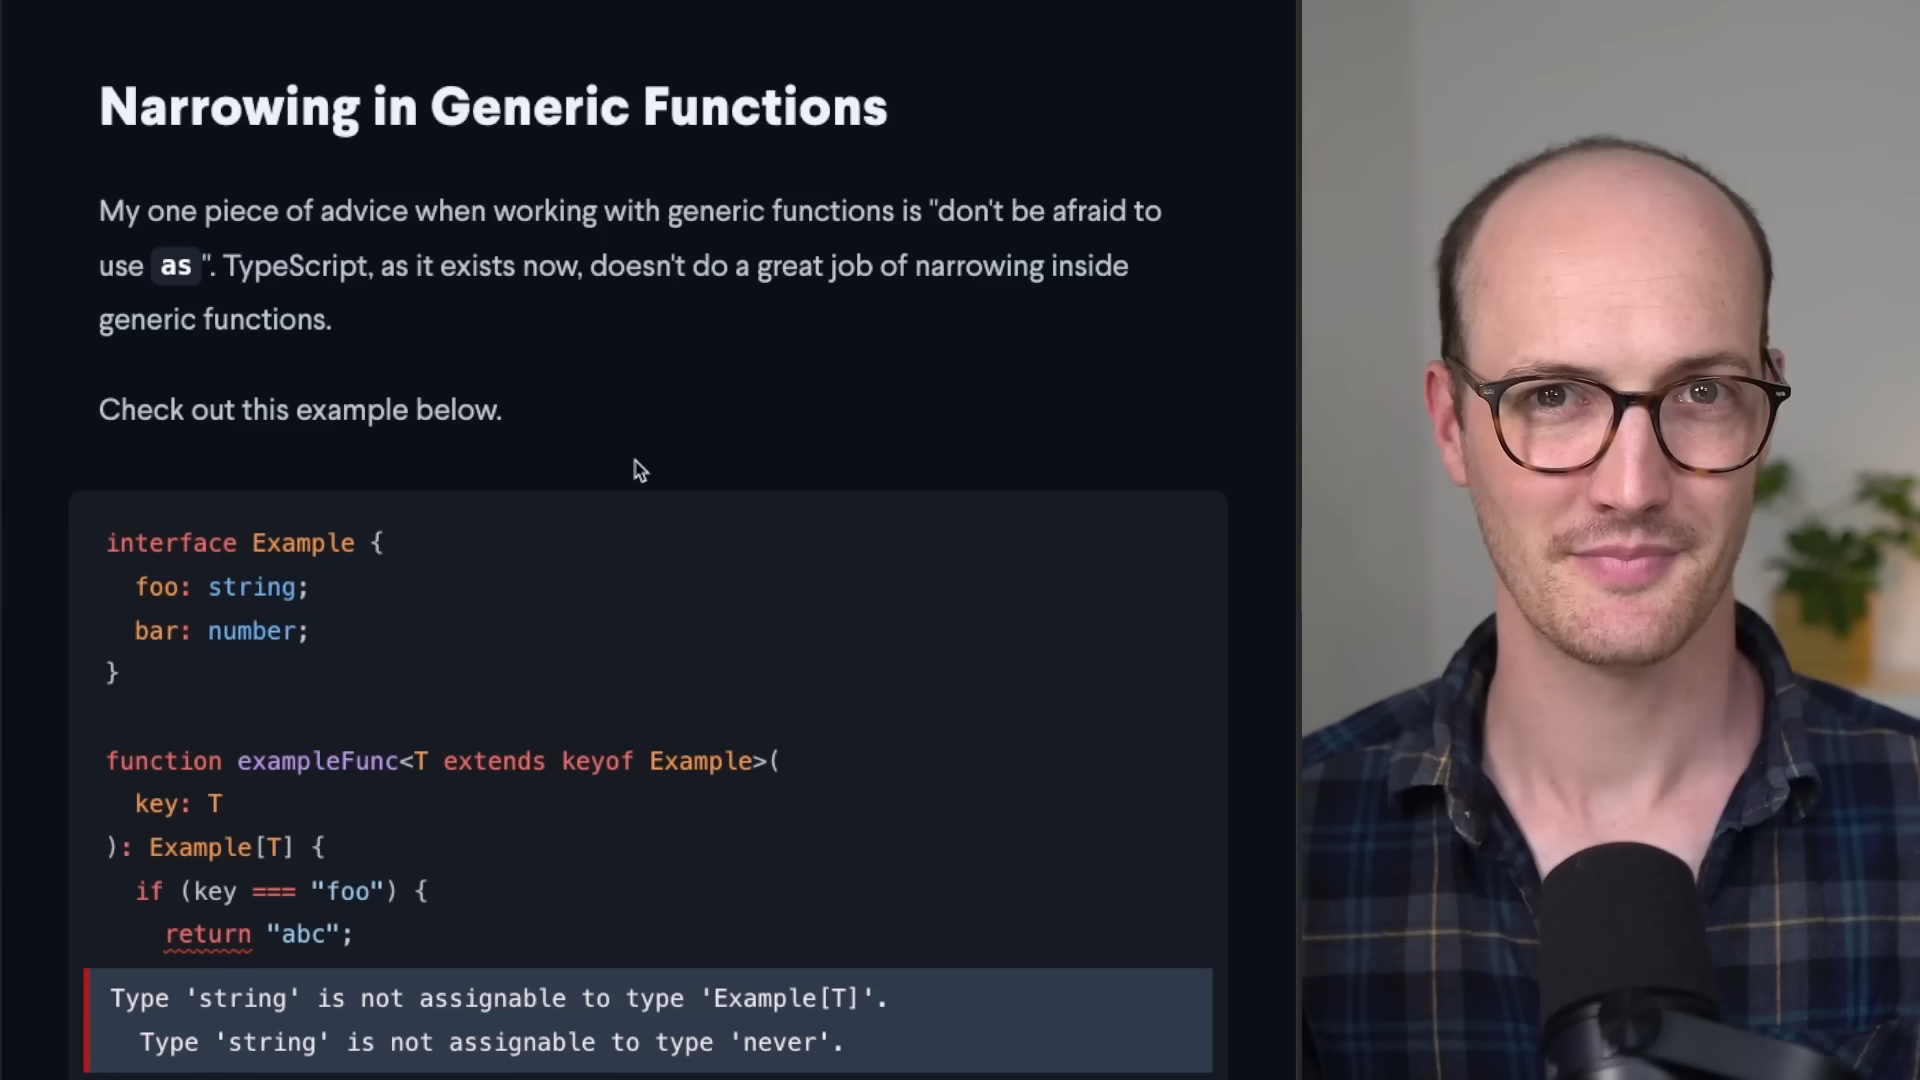 Narrowing in Generic Functions
My one piece of advice when working with generic functions is "don't be afraid to
use as ". TypeScript, as it exists now, doesn't do a great job of narrowing inside
generic functions.
Check out this example below.
interface Example {
  foo: string;
  bar: number;
}
function exampleFunc<T extends keyof Example>(
  key: T
): Example[T] {
  if (key === "foo") {
    return "abc";
Type 'string' is not assignable to type 'Example[T]'.
  Type 'string' is not assignable to type 'never'.